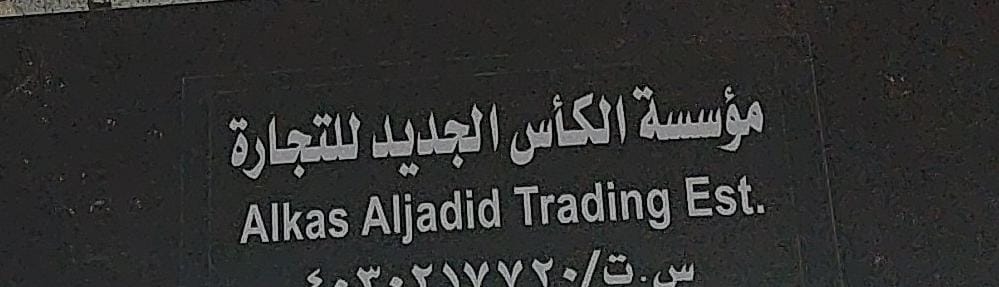 مؤسسة الكأس الجديد للتجارة
Alkas Aljadid Trading Est.
س.ت/٤٠٣٠٢١٧٧٢٠